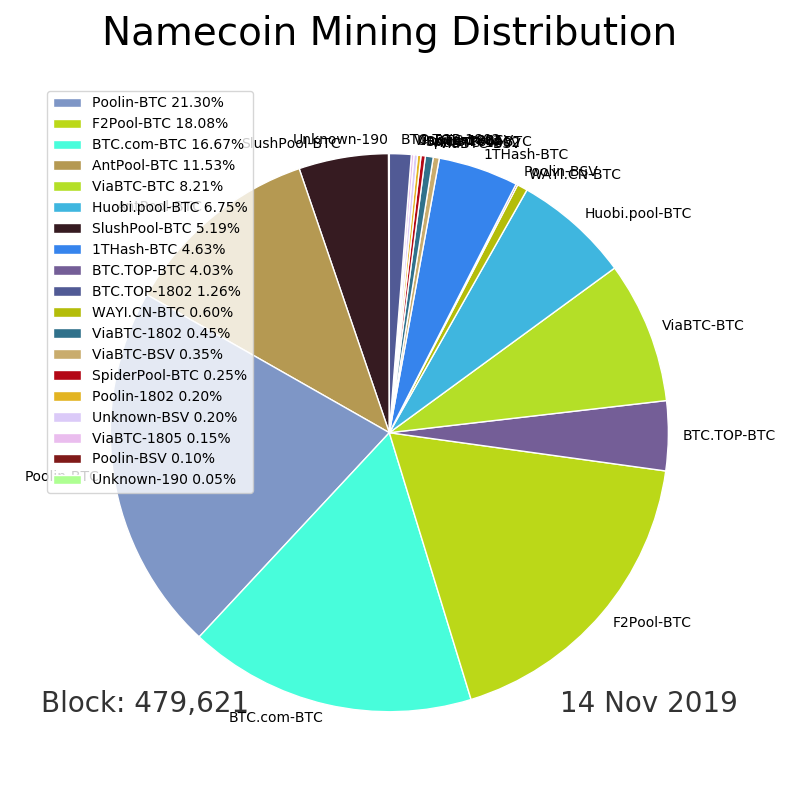 Namecoin Mining Distribution
Poolin-BTC 21.30%
F2Pool-BTC 18.08%
BTC.com-BTC 16.67%
AntPool-BTC 11.53%
ViaBTC-BTC 8.21%
Huobi.pool-BTC 6.75%
SlushPool-BTC 5.19%
1THash-BTC 4.63%
BTC.TOP-BTC 4.03%
BTC.TOP-1802 1.26%
WAYI.CN-BTC 0.60%
ViaBTC-1802 0.45%
ViaBTC-BSV 0.35%
SpiderPool-BTC 0.25%
Poolin-1802 0.20%
Unknown-BSV 0.20%
ViaBTC-1805 0.15%
Poolin-BSV 0.10%
Unknown-190 0.05%
Unknown-190
SlushPool-BTC
1THash-BTC
Poolin-BSV
WAYI.CN-BTC
Huobi.pool-BTC
ViaBTC-BTC
BTC.TOP-BTC
Poolin-BTC
F2Pool-BTC
BTC.com-BTC
Block: 479,621
14 Nov 2019